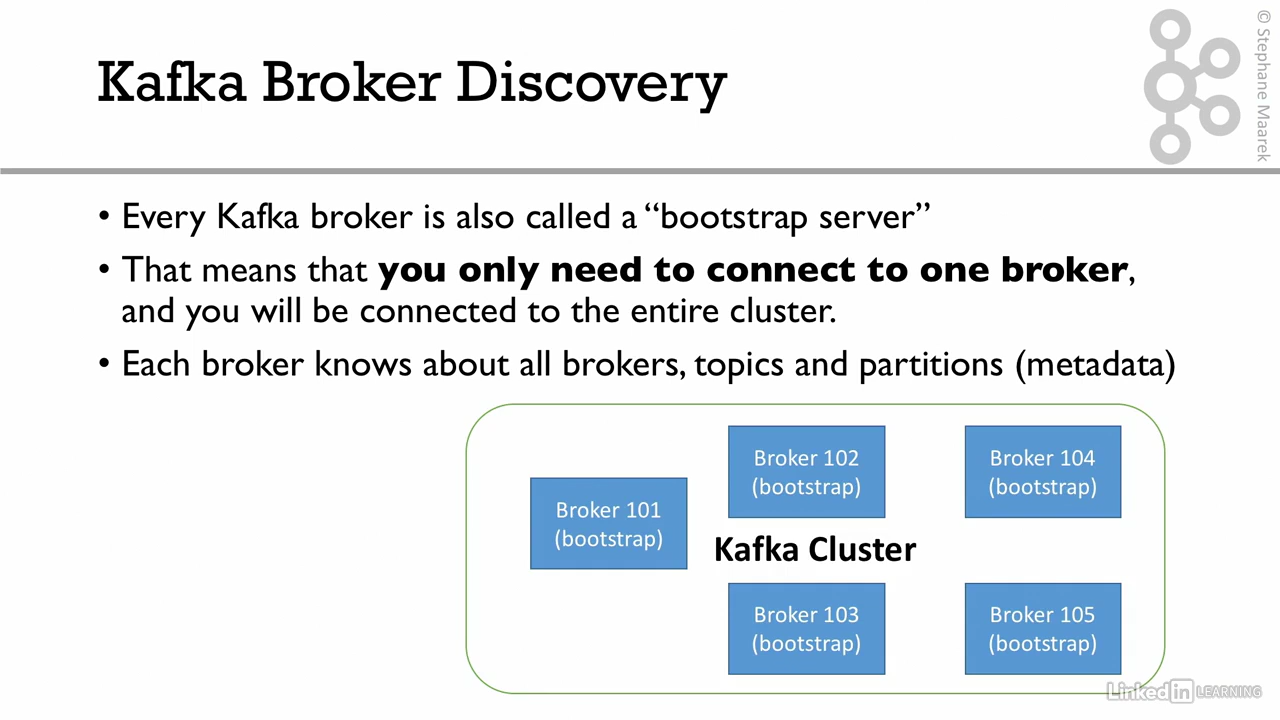 Kafka Broker Discovery
© Stephane Maarek
• Every Kafka broker is also called a “bootstrap server”
• That means that you only need to connect to one broker,
and you will be connected to the entire cluster.
• Each broker knows about all brokers, topics and partitions (metadata)
Broker 101
(bootstrap)
Broker 102
(bootstrap)
Broker 104
(bootstrap)
Kafka Cluster
Broker 103
(bootstrap)
Broker 105
(bootstrap)
Linked in LEARNING